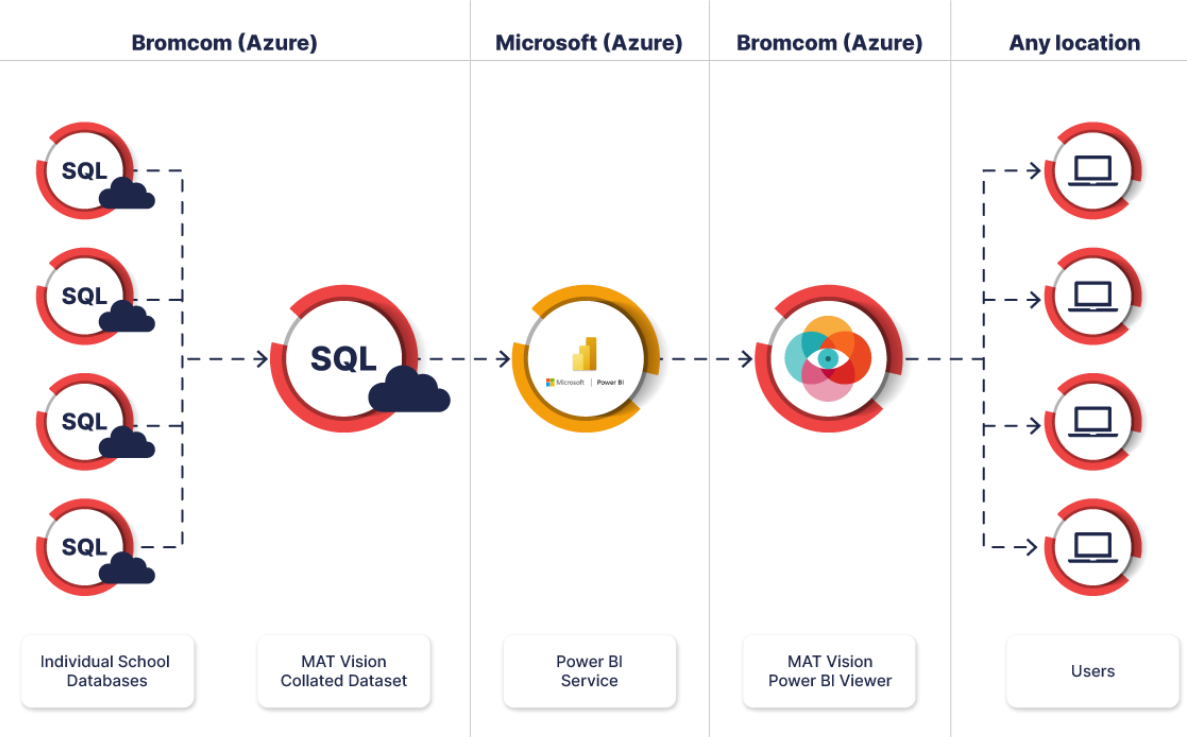 Bromcom (Azure)
Microsoft (Azure)
Bromcom (Azure)
Any location
SQL
SQL
SQL
SQL
SQL
Microsoft | Power BI
Individual School
Databases
MAT Vision
Collated Dataset
Power BI
Service
MAT Vision
Power BI Viewer
Users